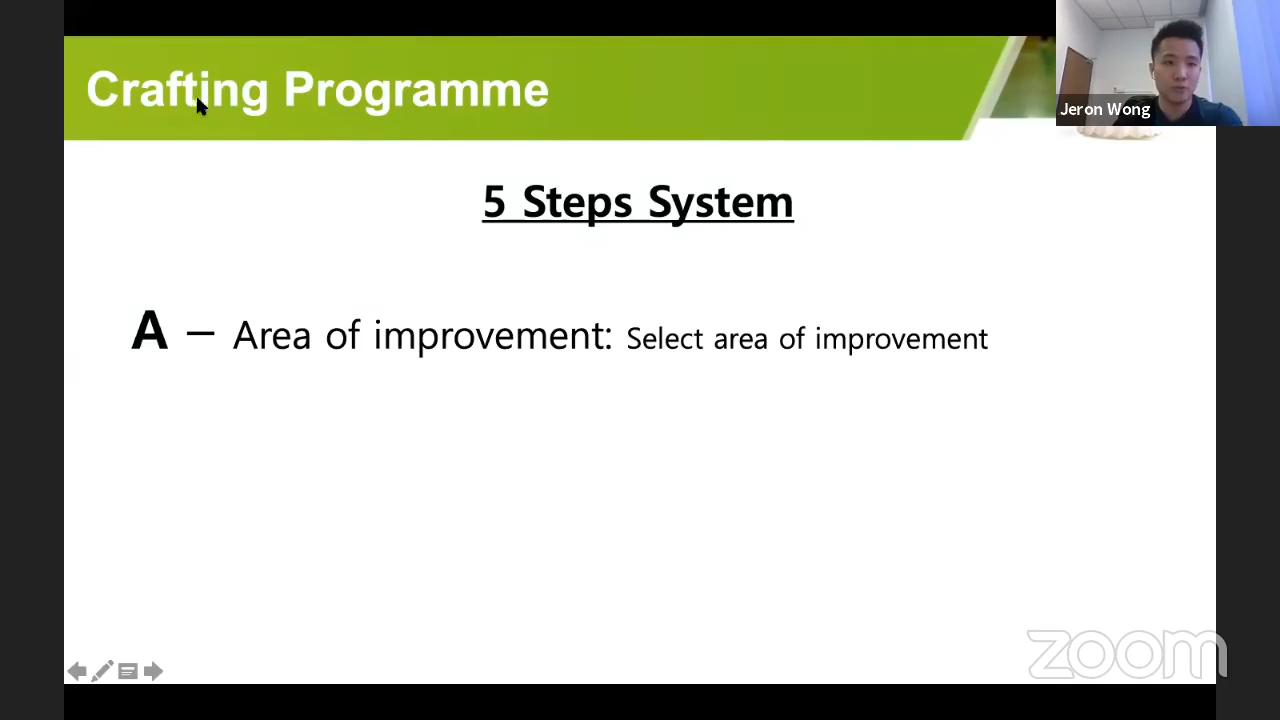 Crafting Programme
Jeron Wong
5 Steps System
A – Area of improvement: Select area of improvement
zoom